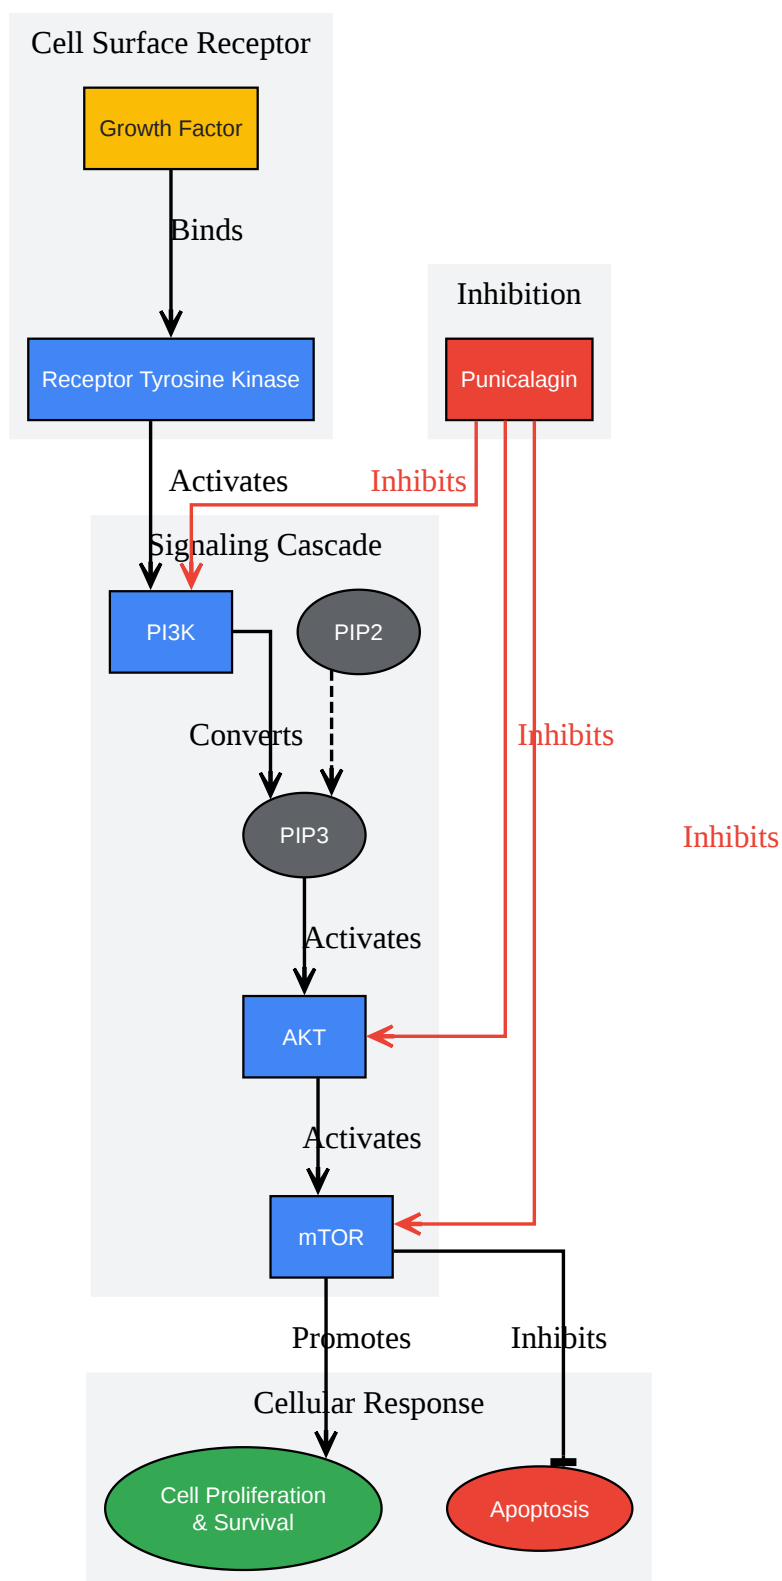 Cell Surface Receptor
Growth Factor
Binds
Inhibition
Receptor Tyrosine Kinase
Punicalagin
Activates
Inhibits
Signaling Cascade
PI3K
PIP2
Converts
Inhibits
PIP3
Inhibits
Activates
AKT
Activates
mTOR
Promotes
Inhibits
Cellular Response
Cell Proliferation
& Survival
Apoptosis